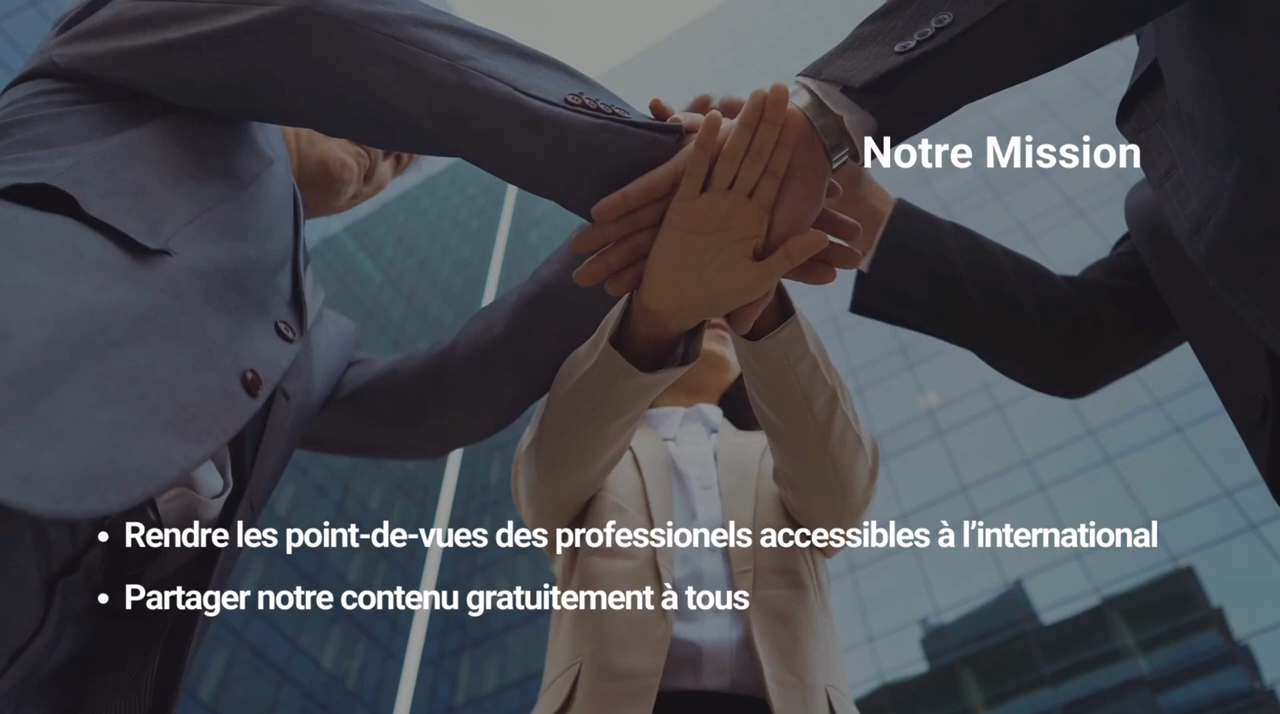 Notre Mission
• Rendre les point-de-vues des professionels accessibles à l’international
• Partager notre contenu gratuitement à tous